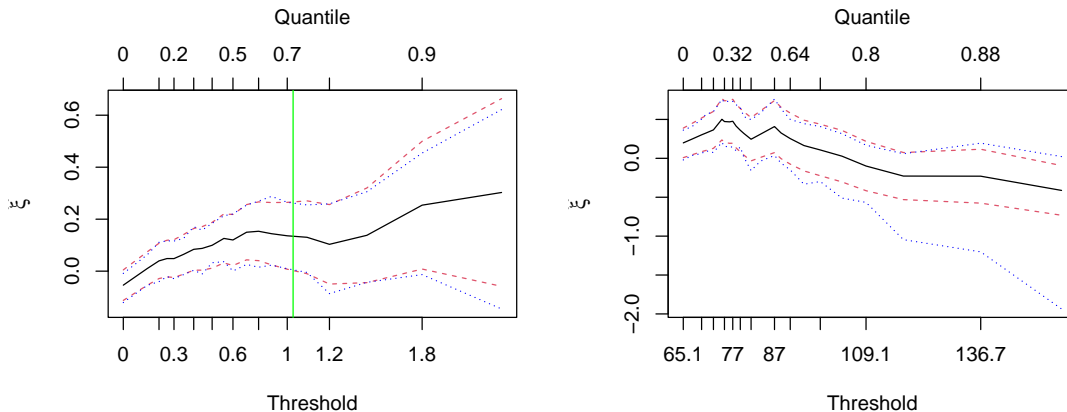 Quantile
0 0.2 0.5 0.7 0.9
ξ
0.0 0.2 0.4 0.6
0 0.3 0.6 1 1.2 1.8
Threshold
Quantile
0 0.32 0.64 0.8 0.88
ξ
−2.0 −1.0 0.0
65.1 77 87 109.1 136.7
Threshold